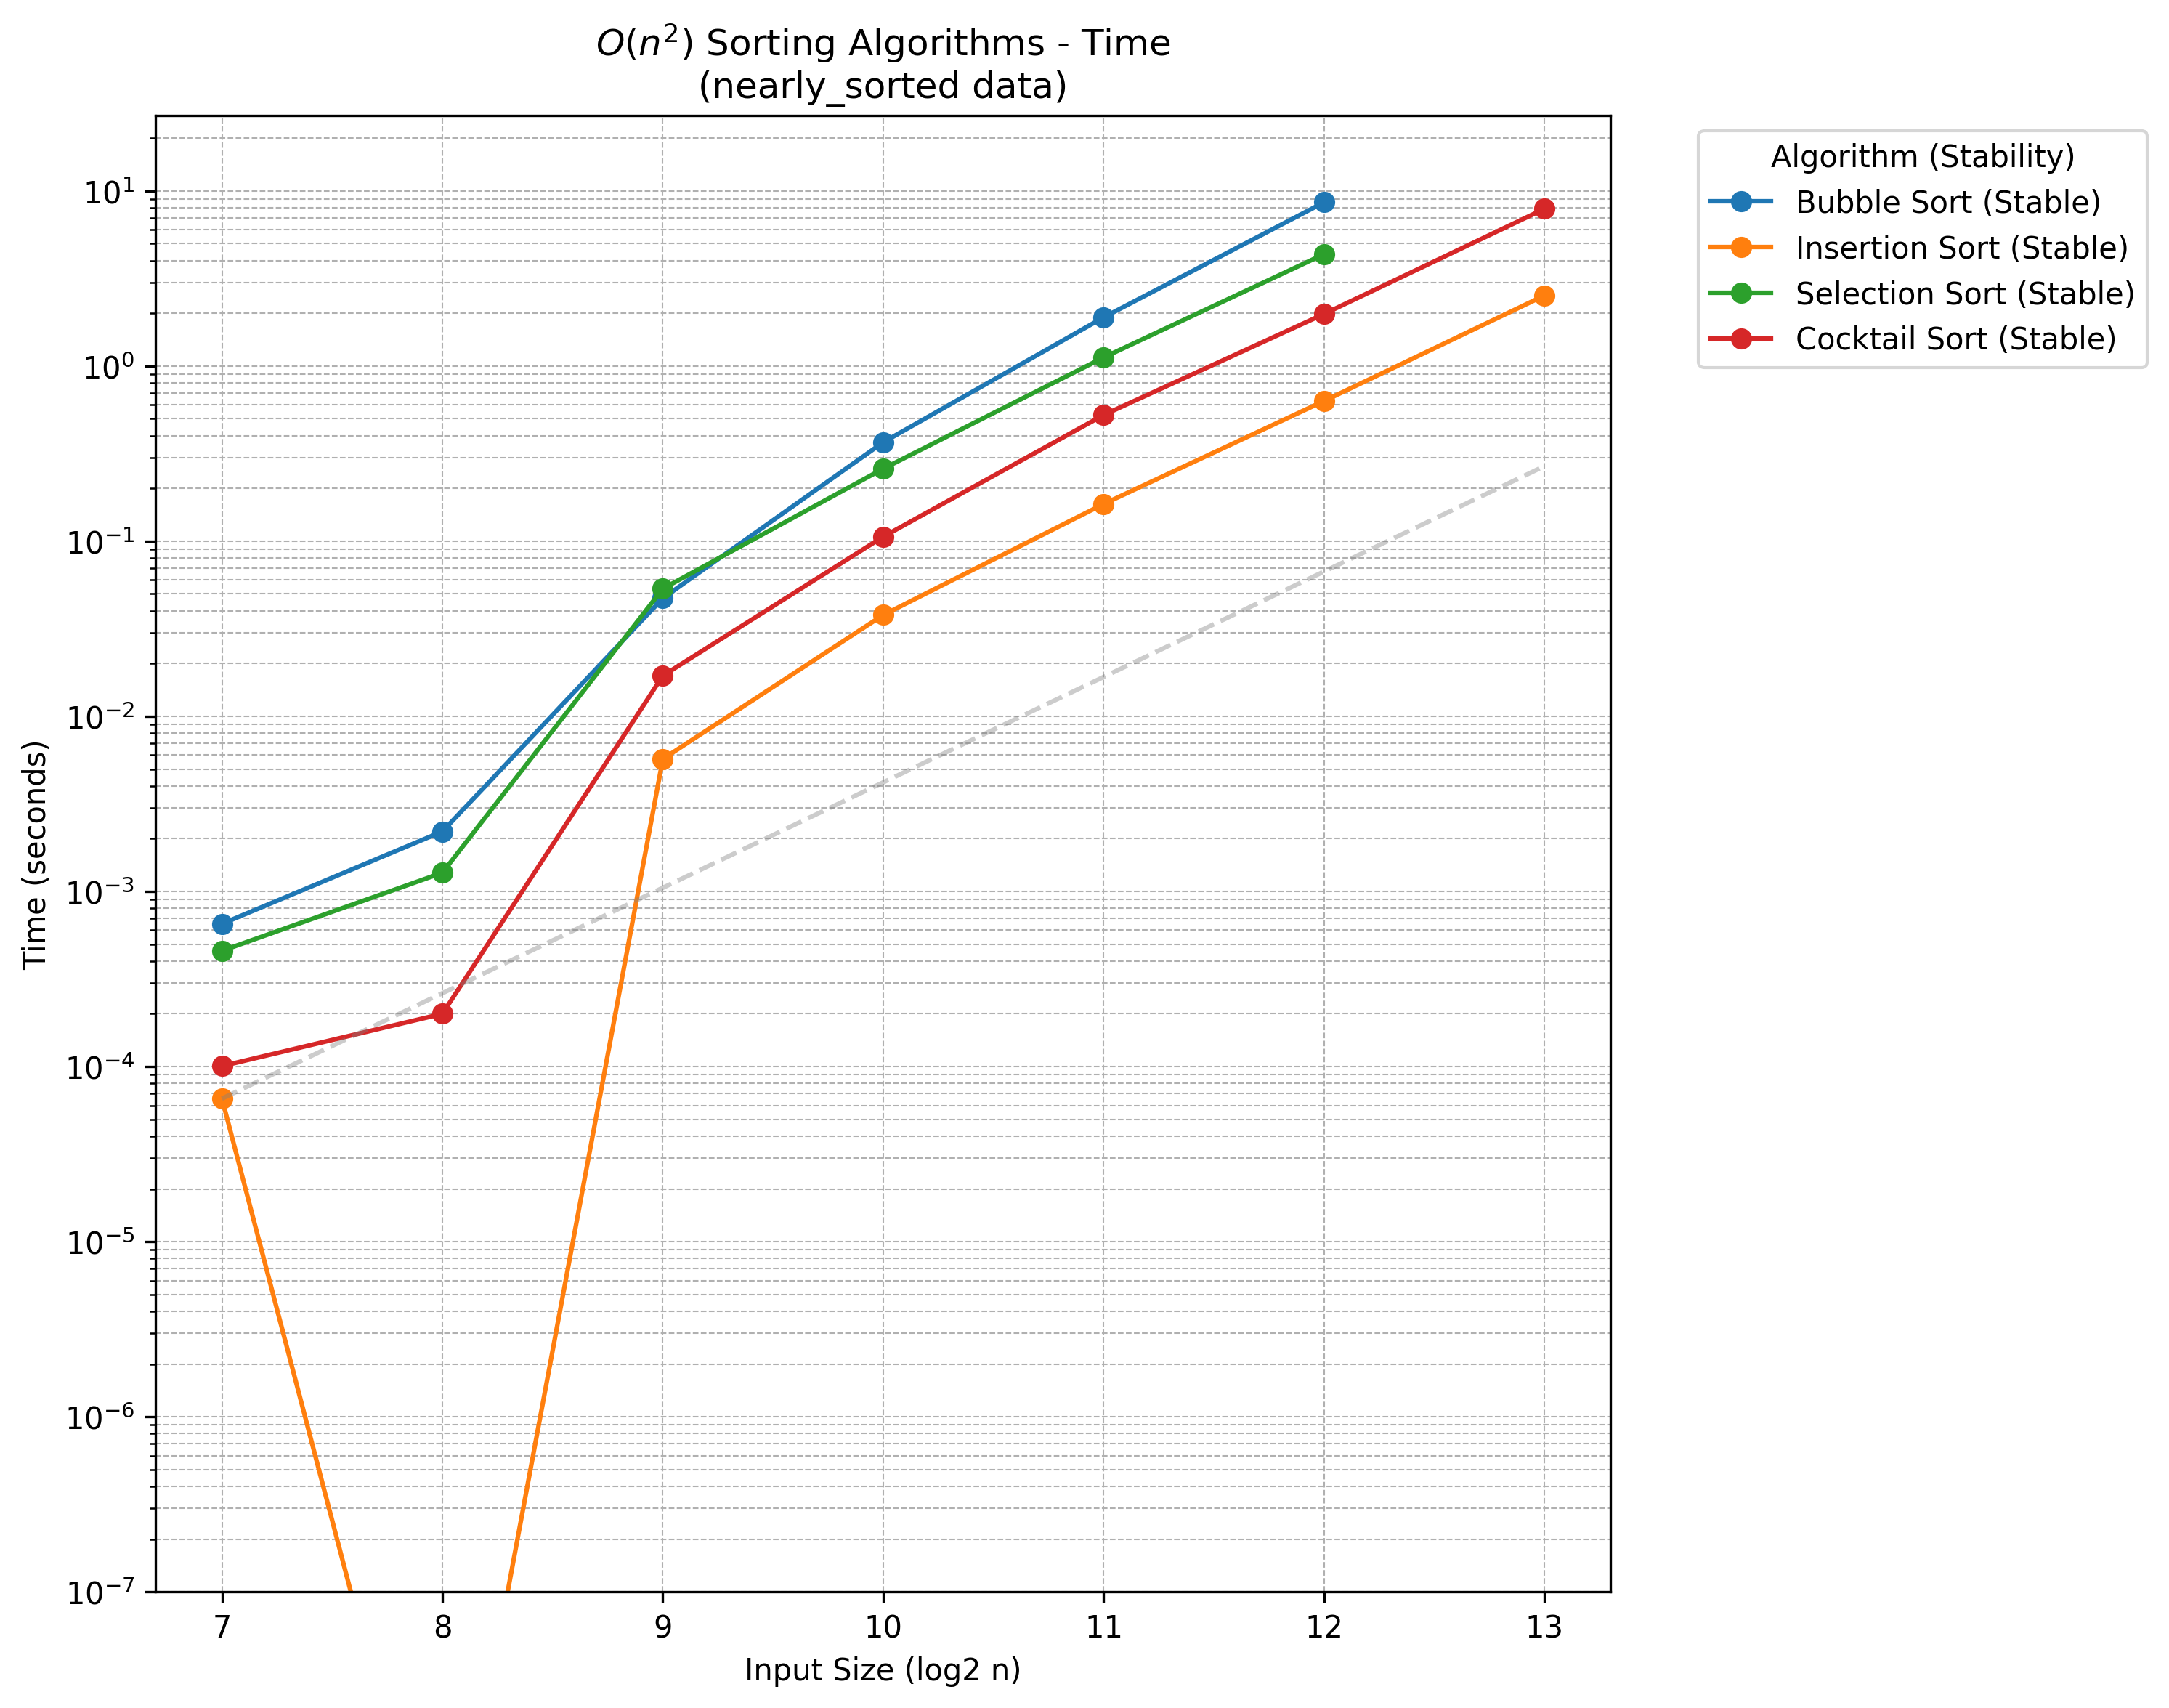 O(n²) Sorting Algorithms - Time
(nearly_sorted data)
Algorithm (Stability)
Bubble Sort (Stable)
Insertion Sort (Stable)
Selection Sort (Stable)
Cocktail Sort (Stable)
Time (seconds)
10¹
10⁰
10⁻¹
10⁻²
10⁻³
10⁻⁴
10⁻⁵
10⁻⁶
10⁻⁷
7 8 9 10 11 12 13
Input Size (log2 n)